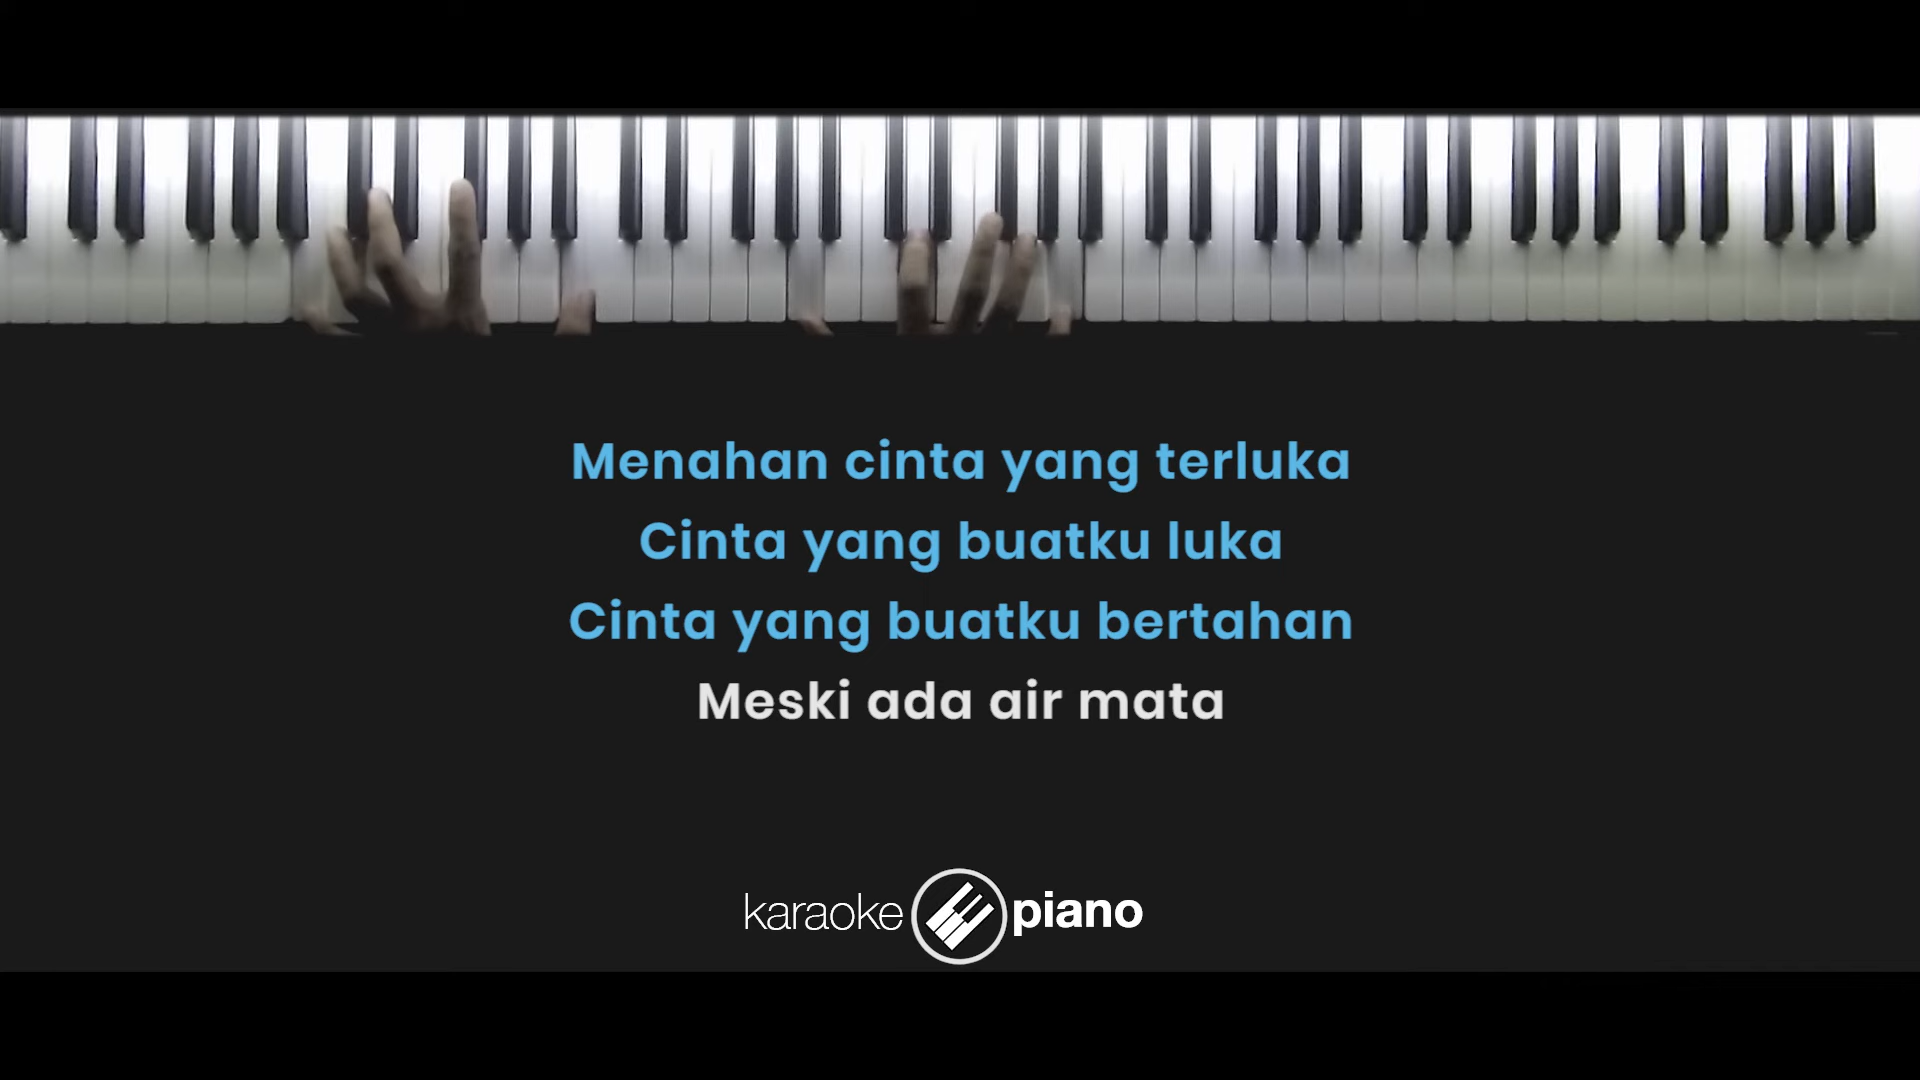 Menahan cinta yang terluka
Cinta yang buatku luka
Cinta yang buatku bertahan
Meski ada air mata
karaoke piano